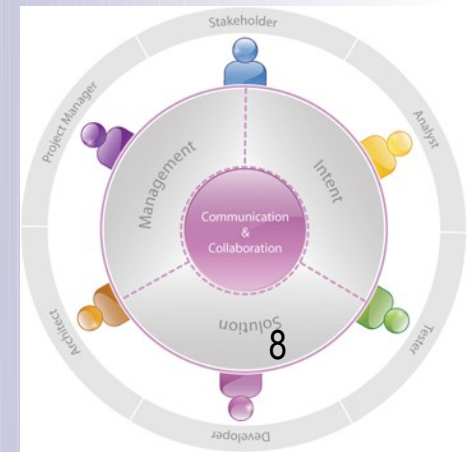 Stakeholder
Project Manager
Analyst
Management
Intent
Communication
&
Collaboration
Solution
8
Architect
Tester
Developer